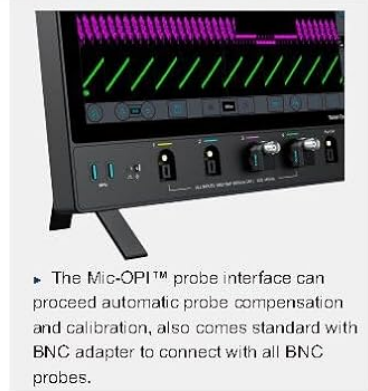 ► The Mic-OPI™ probe interface can
proceed automatic probe compensation
and calibration, also comes standard with
BNC adapter to connect with all BNC
probes.